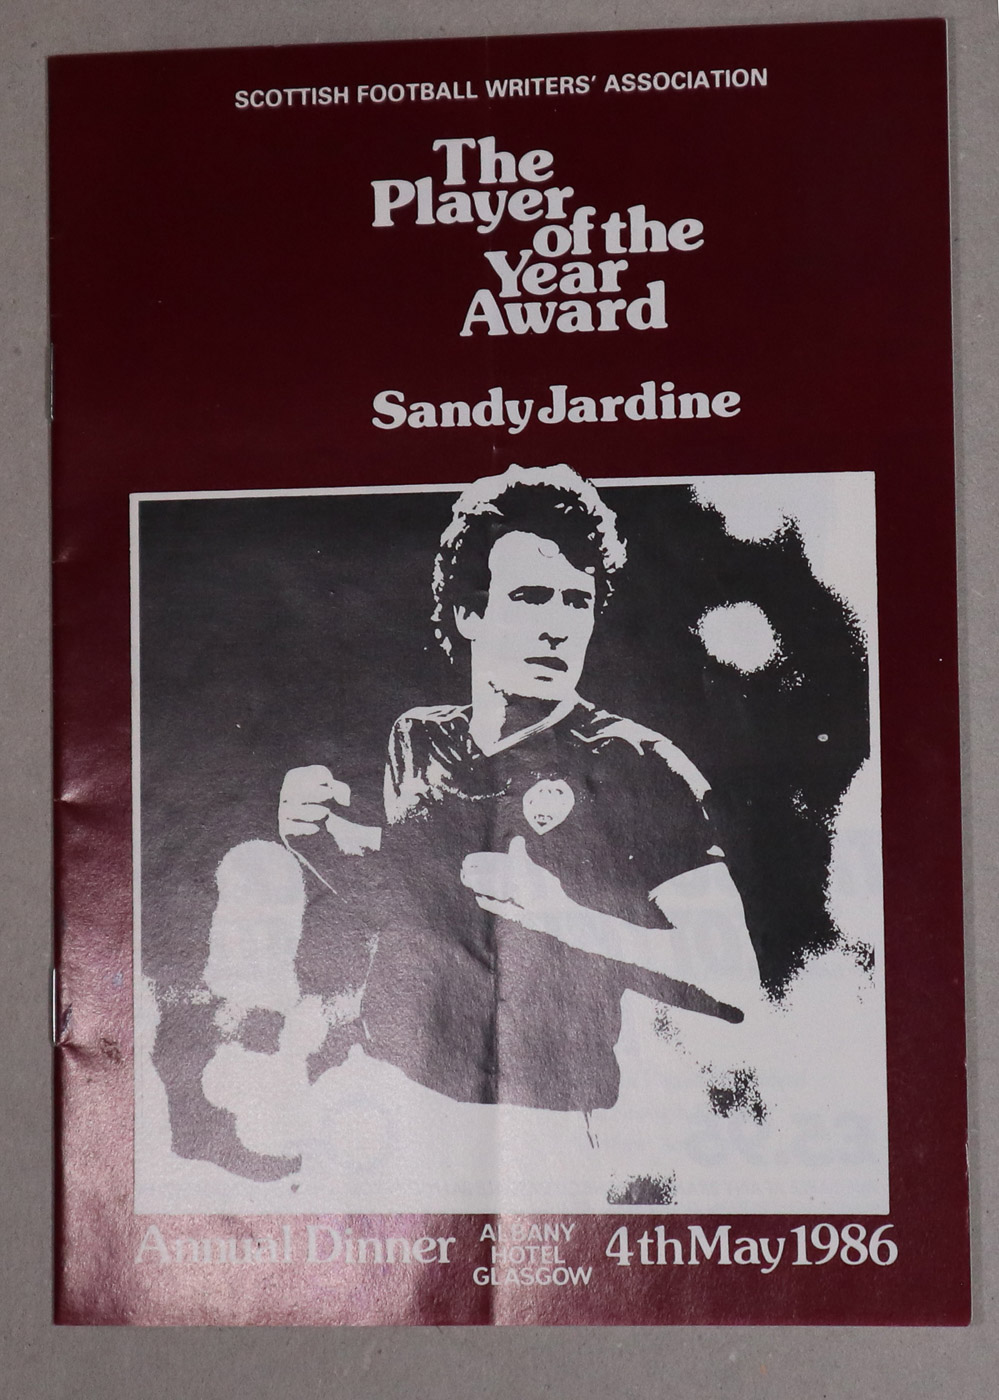 SCOTTISH FOOTBALL WRITERS' ASSOCIATION
The
Player
of the
Year
Award
Sandy Jardine
Annual Dinner
ALBANY
HOTEL
GLASGOW
4th May 1986